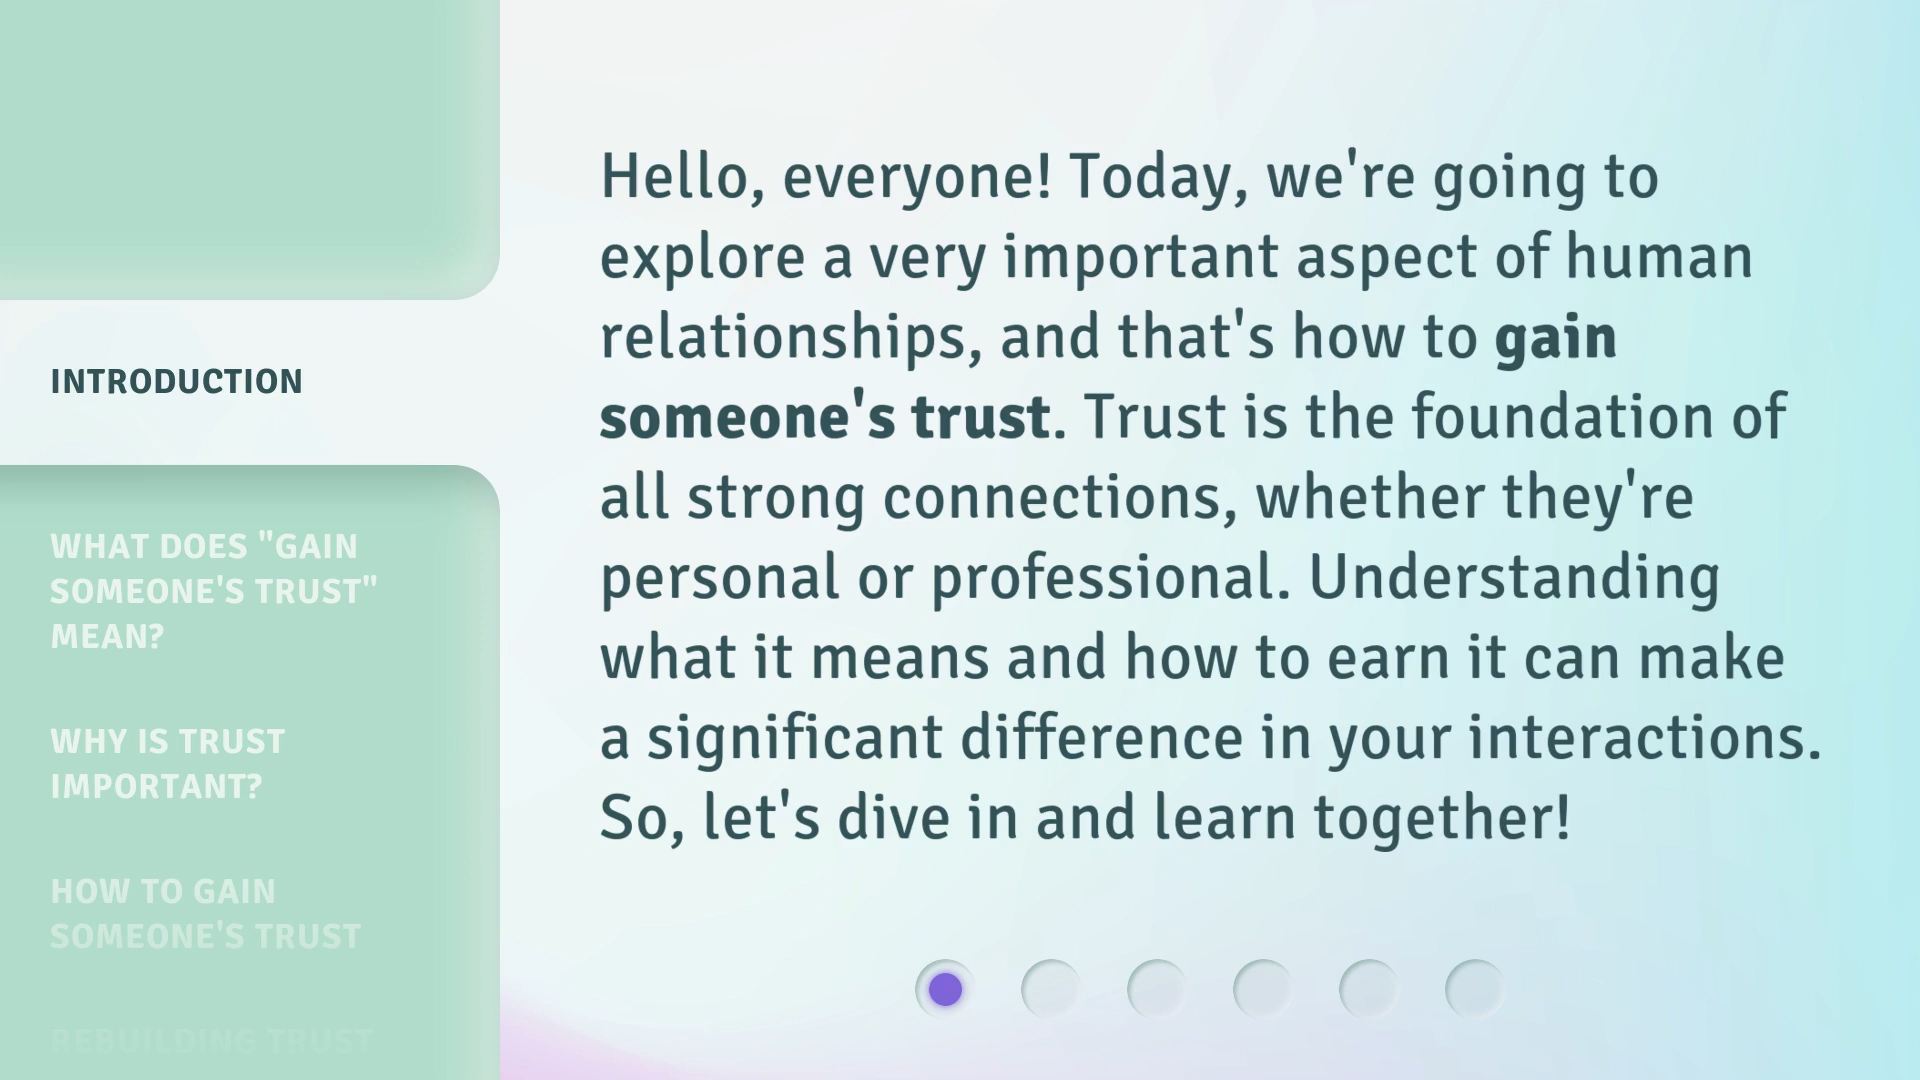 INTRODUCTION
WHAT DOES "GAIN
SOMEONE'S TRUST"
MEAN?
WHY IS TRUST
IMPORTANT?
HOW TO GAIN
SOMEONE'S TRUST
REBUILDING TRUST
Hello, everyone! Today, we're going to
explore a very important aspect of human
relationships, and that's how to gain
someone's trust. Trust is the foundation of
all strong connections, whether they're
personal or professional. Understanding
what it means and how to earn it can make
a significant difference in your interactions.
So, let's dive in and learn together!